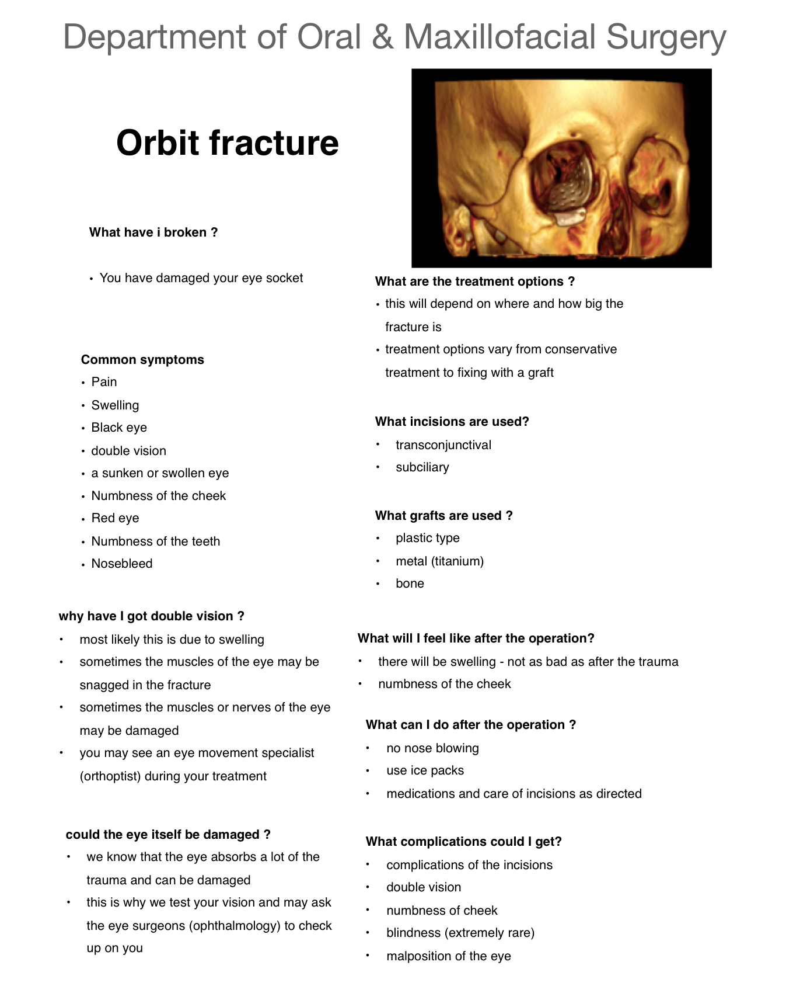 Department of Oral & Maxillofacial Surgery
Orbit fracture
What have i broken ?
• You have damaged your eye socket
Common symptoms
• Pain
• Swelling
• Black eye
• double vision
• a sunken or swollen eye
• Numbness of the cheek
• Red eye
• Numbness of the teeth
• Nosebleed
why have I got double vision ?
• most likely this is due to swelling
• sometimes the muscles of the eye may be
snagged in the fracture
• sometimes the muscles or nerves of the eye
may be damaged
• you may see an eye movement specialist
(orthoptist) during your treatment
could the eye itself be damaged ?
• we know that the eye absorbs a lot of the
trauma and can be damaged
• this is why we test your vision and may ask
the eye surgeons (ophthalmology) to check
up on you
What are the treatment options ?
• this will depend on where and how big the
fracture is
• treatment options vary from conservative
treatment to fixing with a graft
What incisions are used?
• transconjunctival
• subciliary
What grafts are used ?
• plastic type
• metal (titanium)
• bone
What will I feel like after the operation?
• there will be swelling - not as bad as after the trauma
• numbness of the cheek
What can I do after the operation ?
• no nose blowing
• use ice packs
• medications and care of incisions as directed
What complications could I get?
• complications of the incisions
• double vision
• numbness of cheek
• blindness (extremely rare)
• malposition of the eye